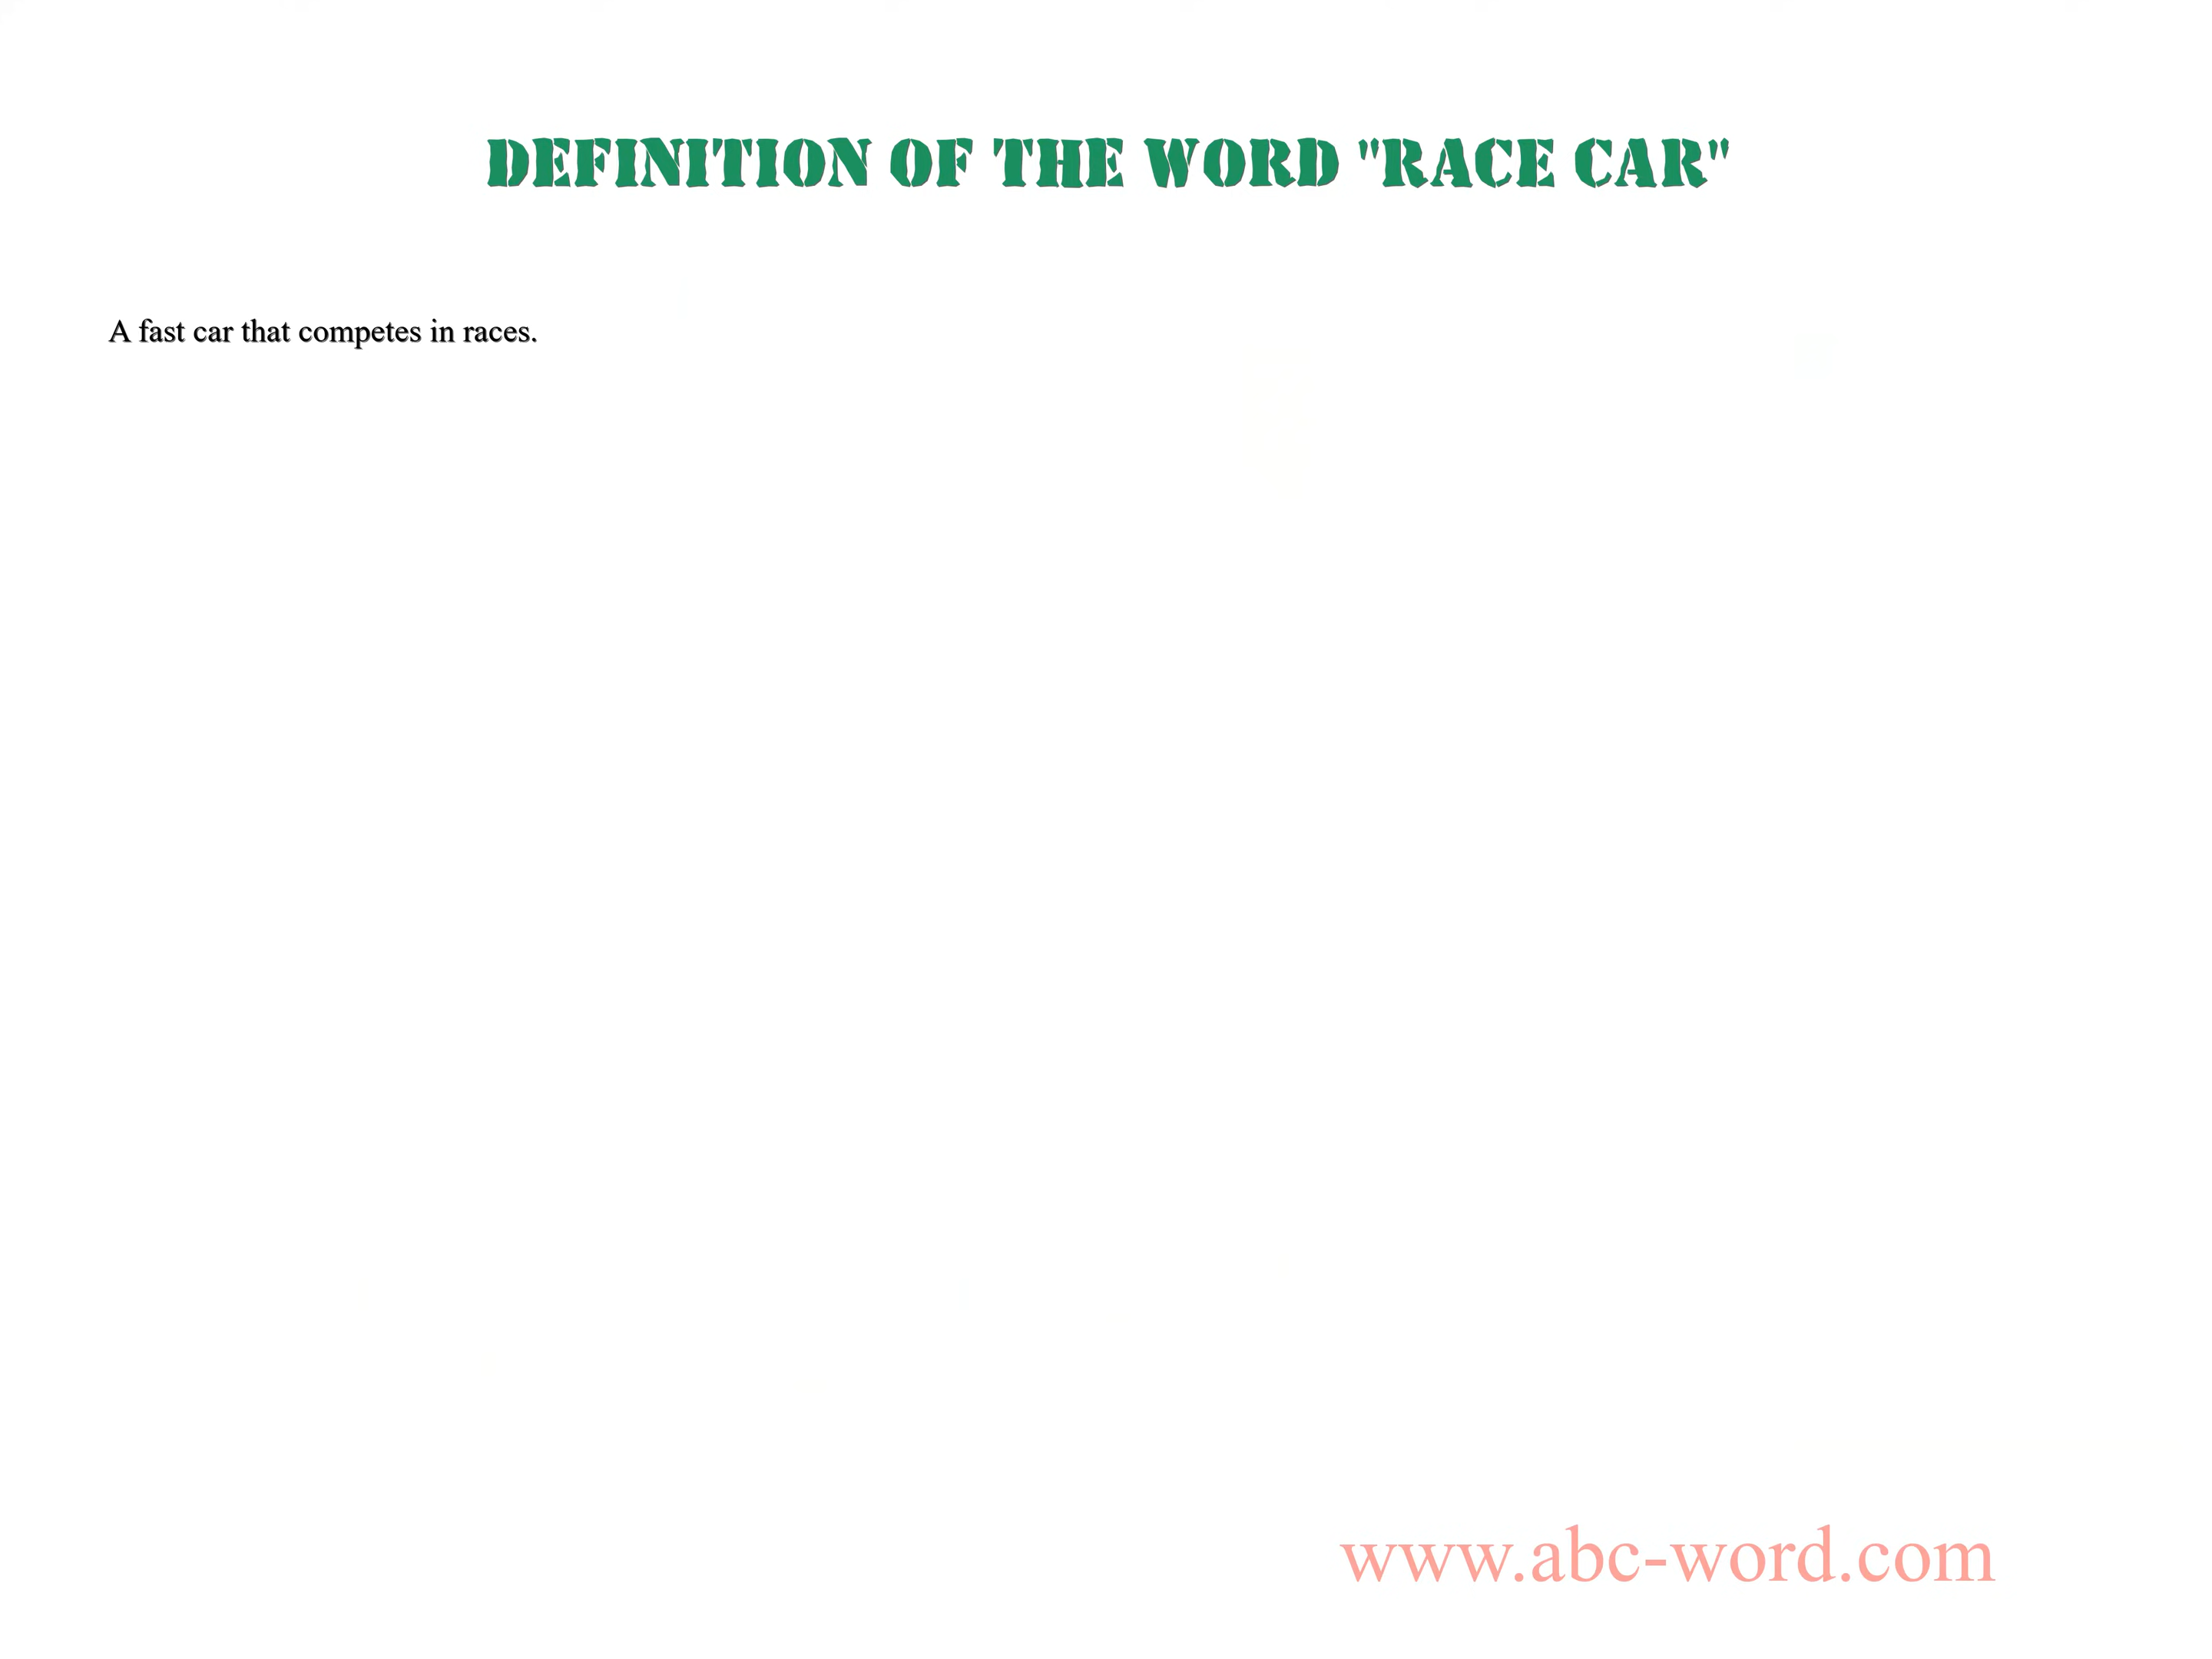 DEFINITION OF THE WORD "RACE CAR"
A fast car that competes in races.
www.abc-word.com